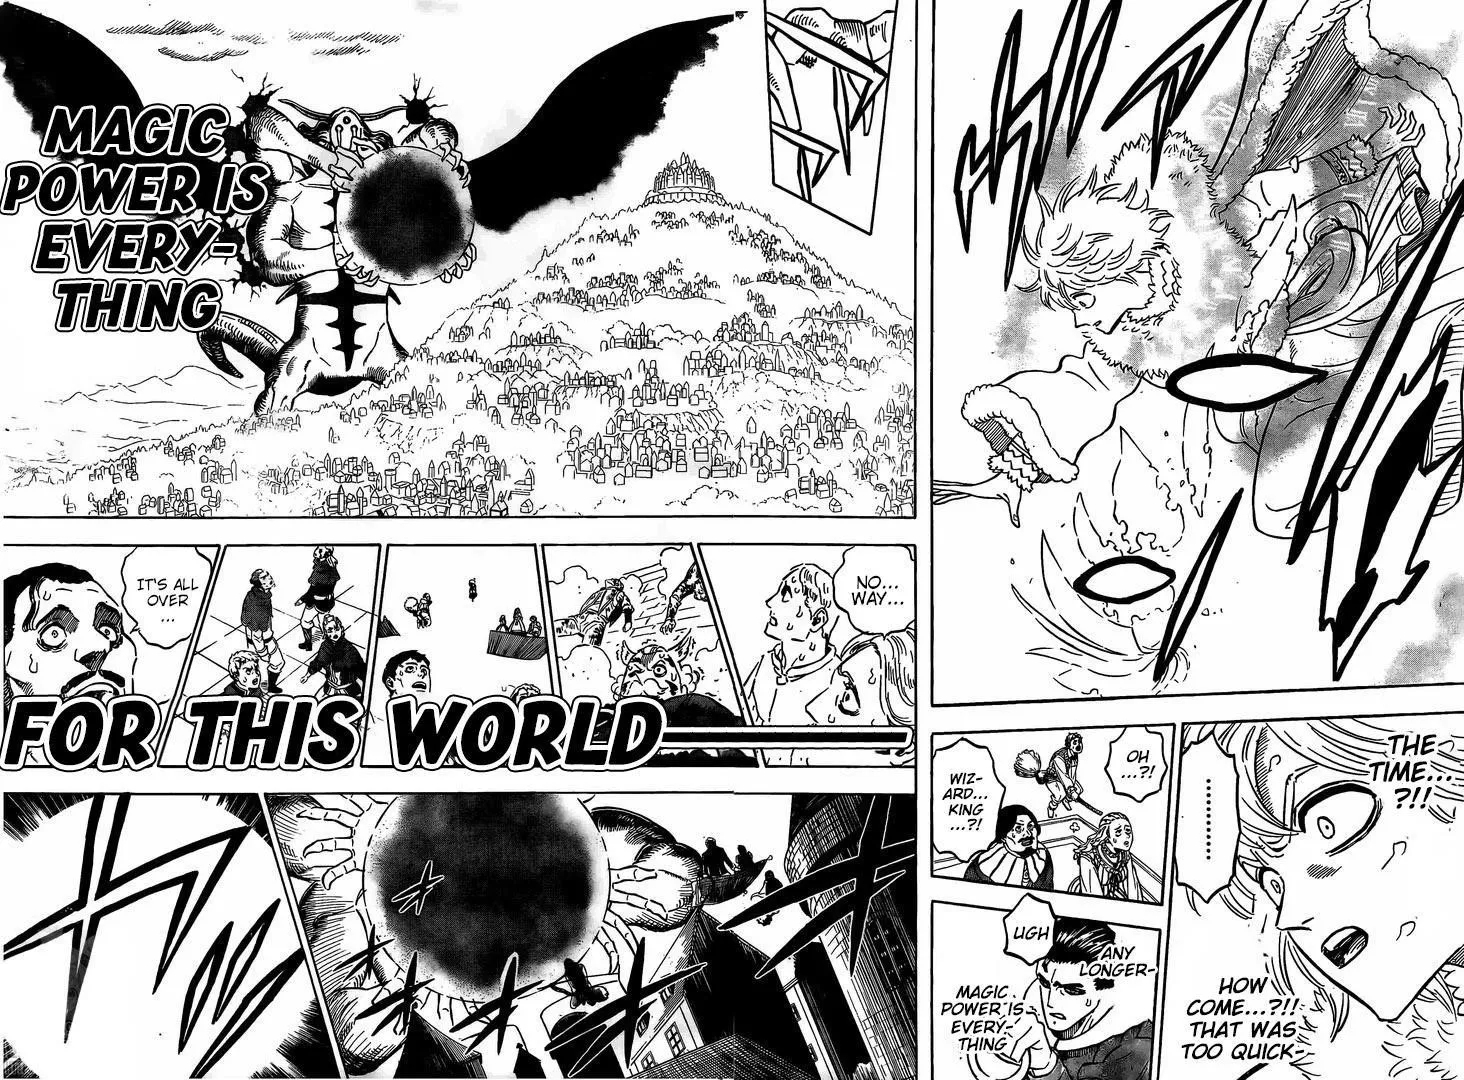 THE
TIME...
?!!
.........
HOW
COME...?!!
THAT WAS
TOO QUICK-
OH
...?!
WIZ-
ARD...
KING
...?!
UGH
ANY
LONGER-
MAGIC
POWER IS
EVERY-
THING
MAGIC
POWER IS
EVERY-
THING
NO...
WAY...
IT'S ALL
OVER
...
FOR THIS WORLD